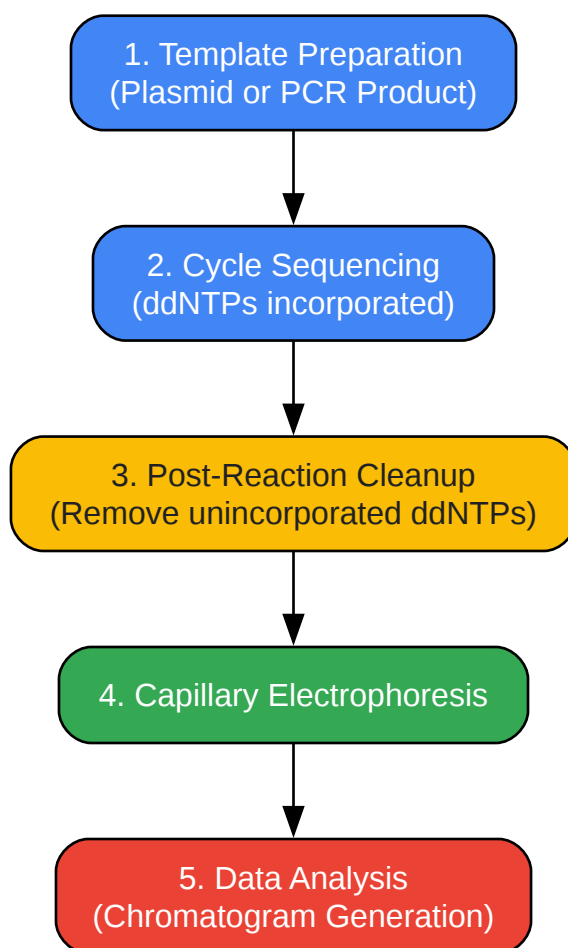 1. Template Preparation
(Plasmid or PCR Product)
2. Cycle Sequencing
(ddNTPs incorporated)
3. Post-Reaction Cleanup
(Remove unincorporated ddNTPs)
4. Capillary Electrophoresis
5. Data Analysis
(Chromatogram Generation)